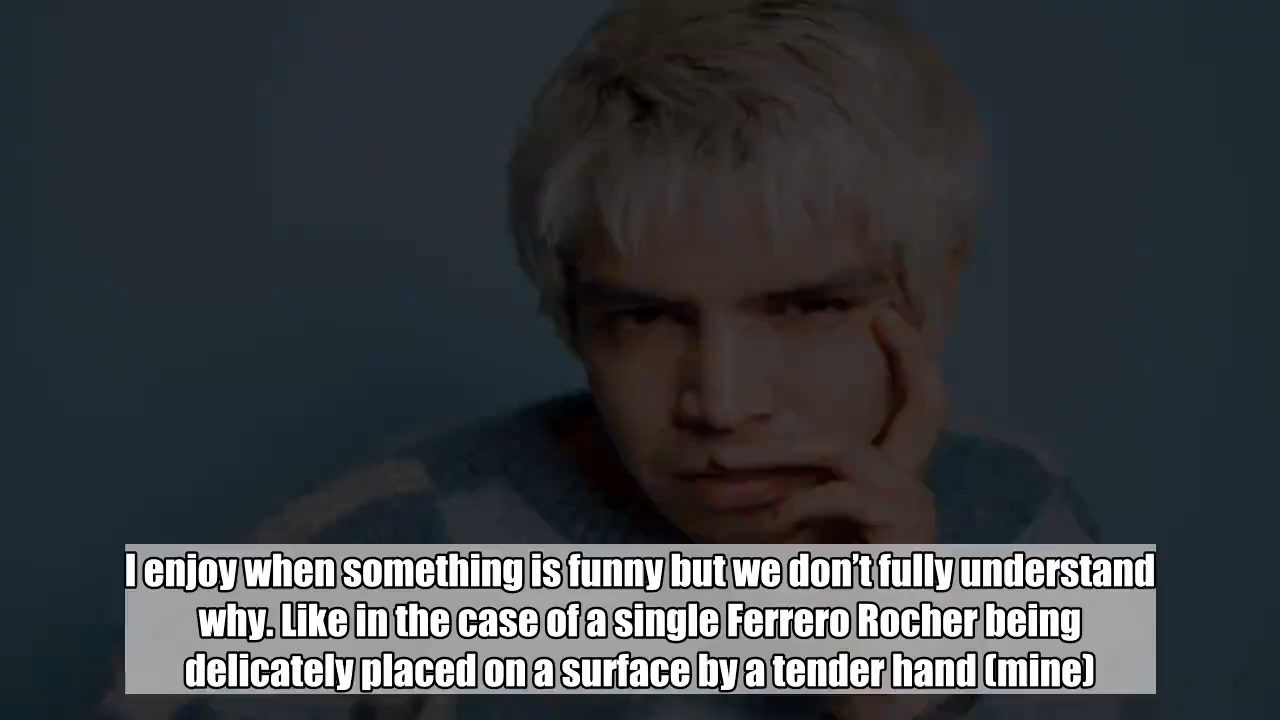 I enjoy when something is funny but we don’t fully understand
why. Like in the case of a single Ferrero Rocher being
delicately placed on a surface by a tender hand (mine)